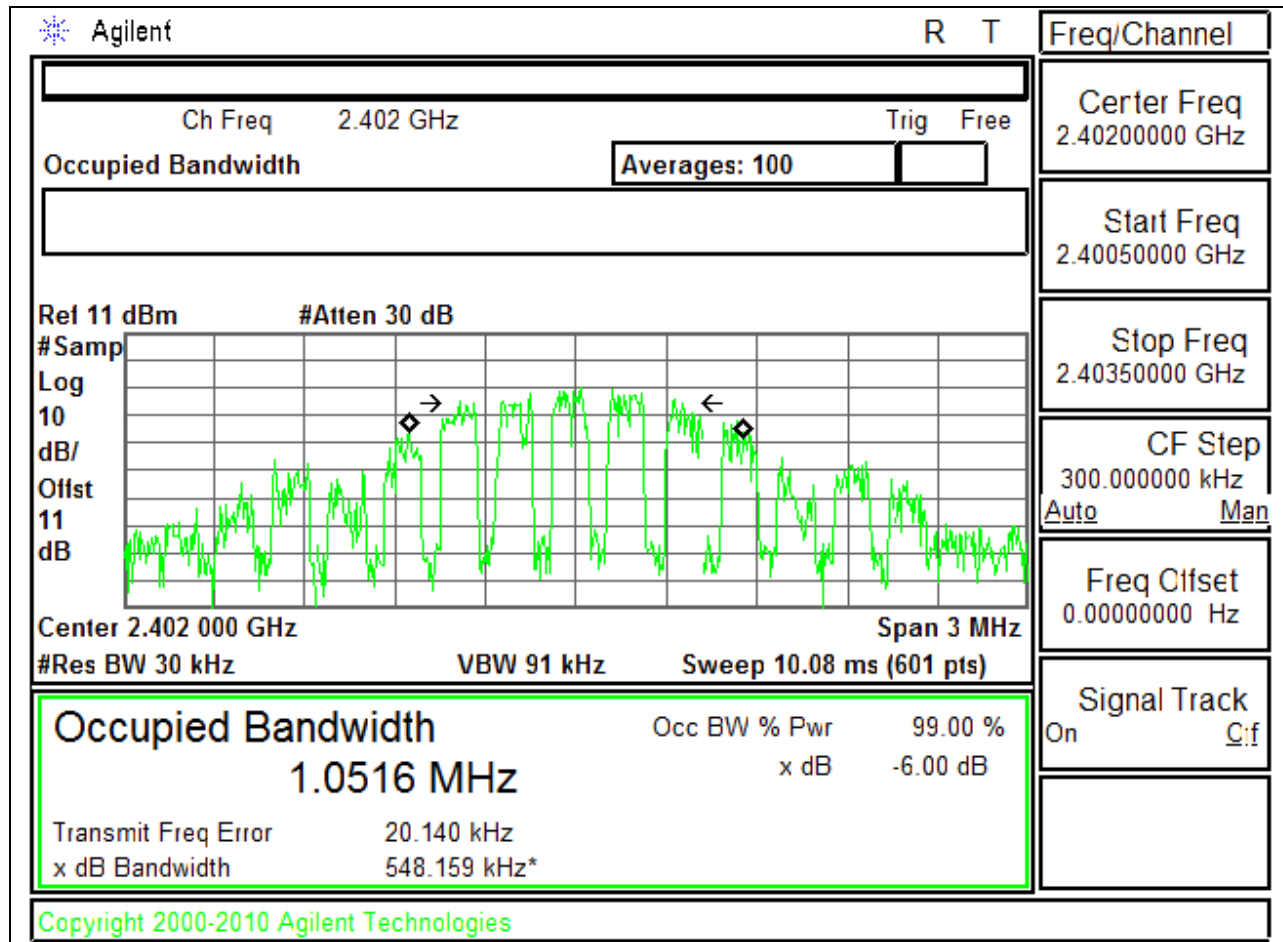 Agilent R T
Freq/Channel
Ch Freq 2.402 GHz Trig Free
Occupied Bandwidth Averages: 100
Center Freq
2.40200000 GHz
Start Freq
2.40050000 GHz
Stop Freq
2.40350000 GHz
CF Step
300.000000 kHz
Auto Man
Freq Offset
0.00000000 Hz
Signal Track
On Off
Ref 11 dBm #Atten 30 dB
#Samp
Log
10
dB/
Offst
11
dB
Center 2.402 000 GHz Span 3 MHz
#Res BW 30 kHz VBW 91 kHz Sweep 10.08 ms (601 pts)
Occupied Bandwidth
1.0516 MHz
Occ BW % Pwr 99.00 %
x dB -6.00 dB
Transmit Freq Error 20.140 kHz
x dB Bandwidth 548.159 kHz*
Copyright 2000-2010 Agilent Technologies